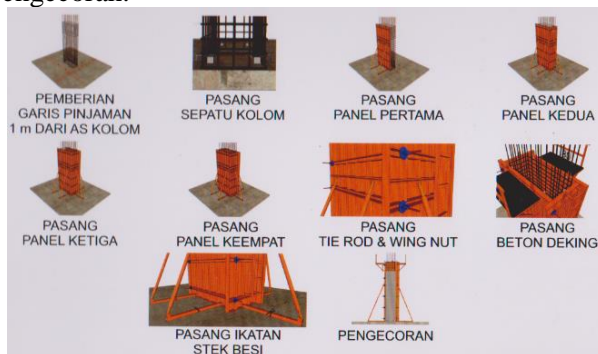 engecoran.
PEMBERIAN
GARIS PINJAMAN
1 m DARI AS KOLOM
PASANG
SEPATU KOLOM
PASANG
PANEL PERTAMA
PASANG
PANEL KEDUA
PASANG
PANEL KETIGA
PASANG
PANEL KEEMPAT
PASANG
TIE ROD & WING NUT
PASANG
BETON DEKING
PASANG IKATAN
STEK BESI
PENGECORAN